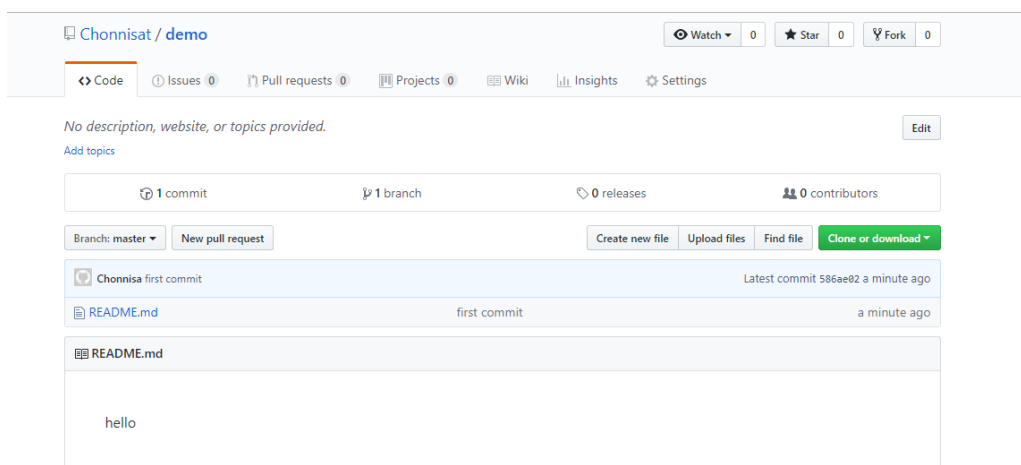 Chonnisat / demo Watch 0 Star 0 Fork 0
Code Issues 0 Pull requests 0 Projects 0 Wiki Insights Settings
No description, website, or topics provided. Edit
Add topics
1 commit 1 branch 0 releases 0 contributors
Branch: master New pull request Create new file Upload files Find file Clone or download
Chonnisa first commit Latest commit 586ae02 a minute ago
README.md first commit a minute ago
README.md
hello